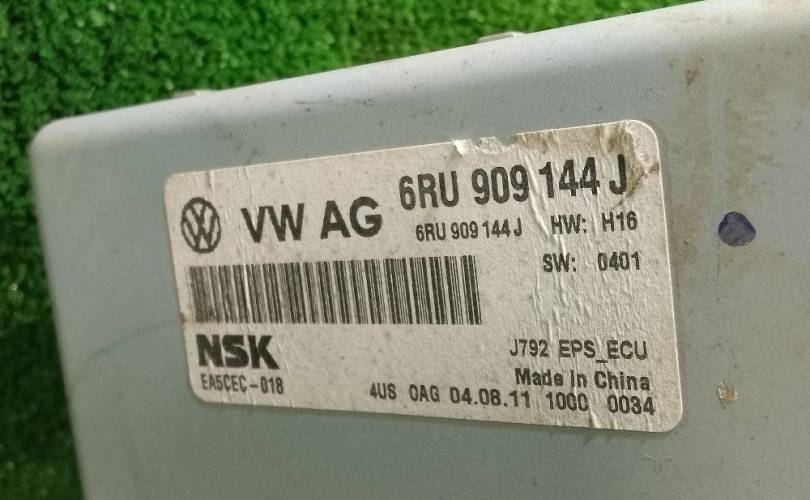 VW AG 6RU 909 144 J
6RU 909 144 J HW: H16
SW: 0401
NSK
EA5CEC-018
J792 EPS_ECU
Made in China
4US 0AG 04.08.11 1000 0034